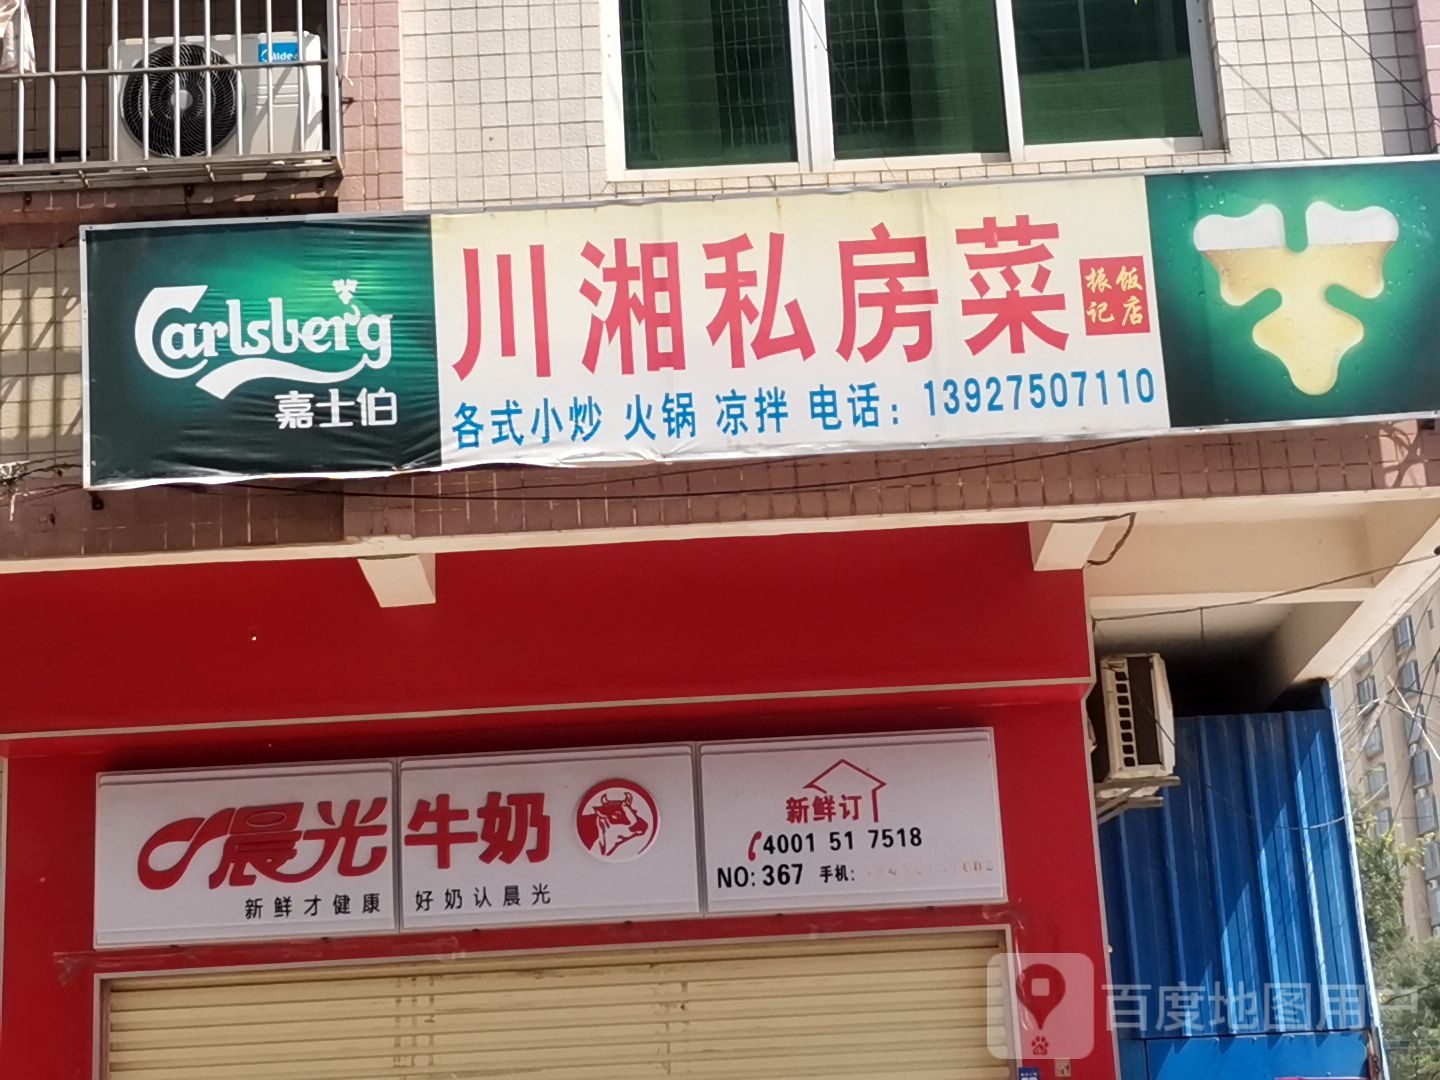 Midea
Carlsberg
嘉士伯
川湘私房菜
振记饭店
各式小炒 火锅 凉拌 电话: 13927507110
晨光牛奶
新鲜才健康 好奶认晨光
新鲜订
4001 51 7518
NO: 367 手机:
百度地图用户